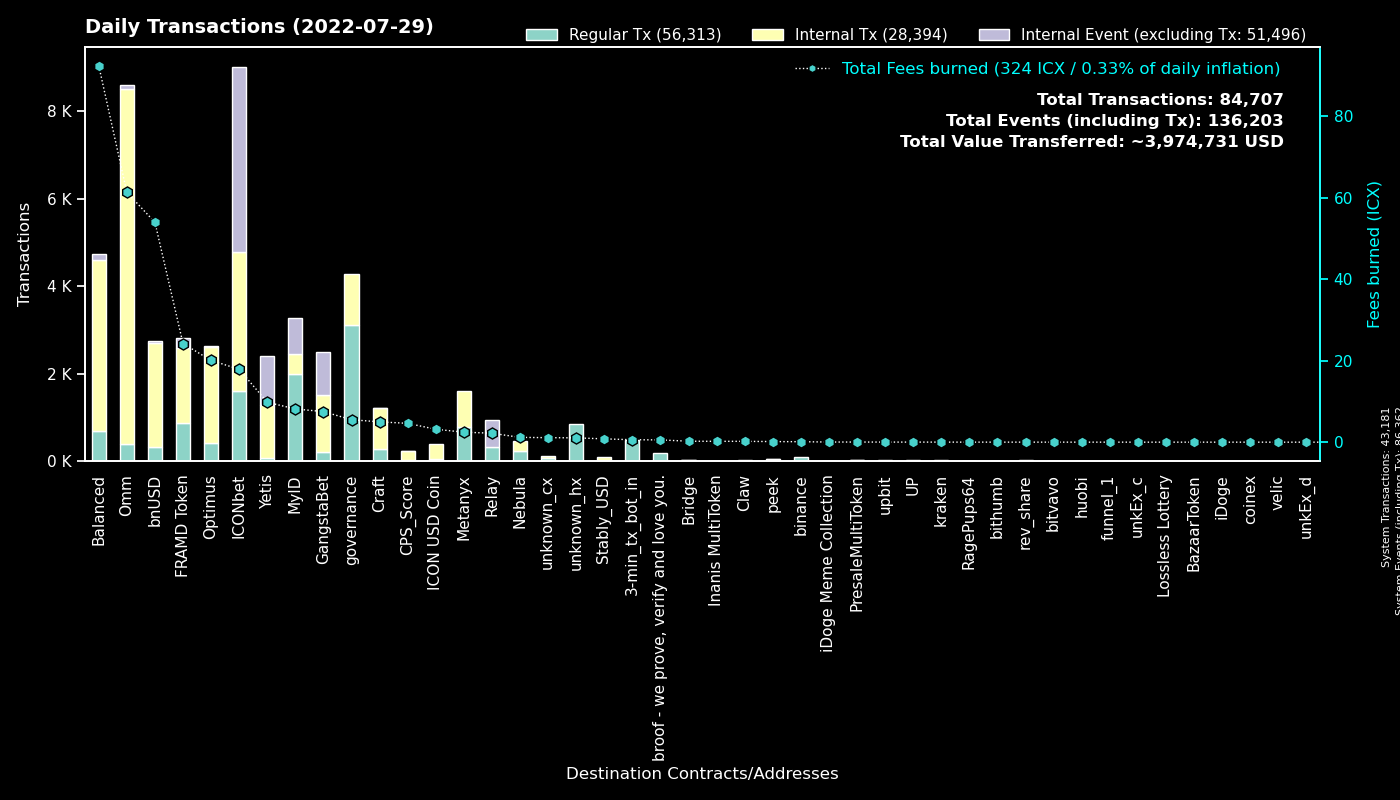 Daily Transactions (2022-07-29)
Regular Tx (56,313)
Internal Tx (28,394)
Internal Event (excluding Tx: 51,496)
Total Fees burned (324 ICX / 0.33% of daily inflation)
Total Transactions: 84,707
Total Events (including Tx): 136,203
Total Value Transferred: ~3,974,731 USD
Transactions
8 K
6 K
4 K
2 K
0 K
80
60
40
20
0
Fees burned (ICX)
Balanced
Omm
bnUSD
FRAMD Token
Optimus
ICONbet
Yetis
MyID
GangstaBet
governance
Craft
CPS_Score
ICON USD Coin
Metanyx
Relay
Nebula
unknown_cx
unknown_hx
Stably_USD
3-min_tx_bot_in
broof - we prove, verify and love you.
Bridge
Inanis MultiToken
Claw
peek
binance
iDoge Meme Collection
PresaleMultiToken
upbit
UP
kraken
RagePups64
bithumb
rev_share
bitvavo
huobi
funnel_1
unkEx_c
Lossless Lottery
BazaarToken
iDoge
coinex
velic
unkEx_d
Destination Contracts/Addresses
System Transactions: 43,181
System Events (including Tx): 86,362